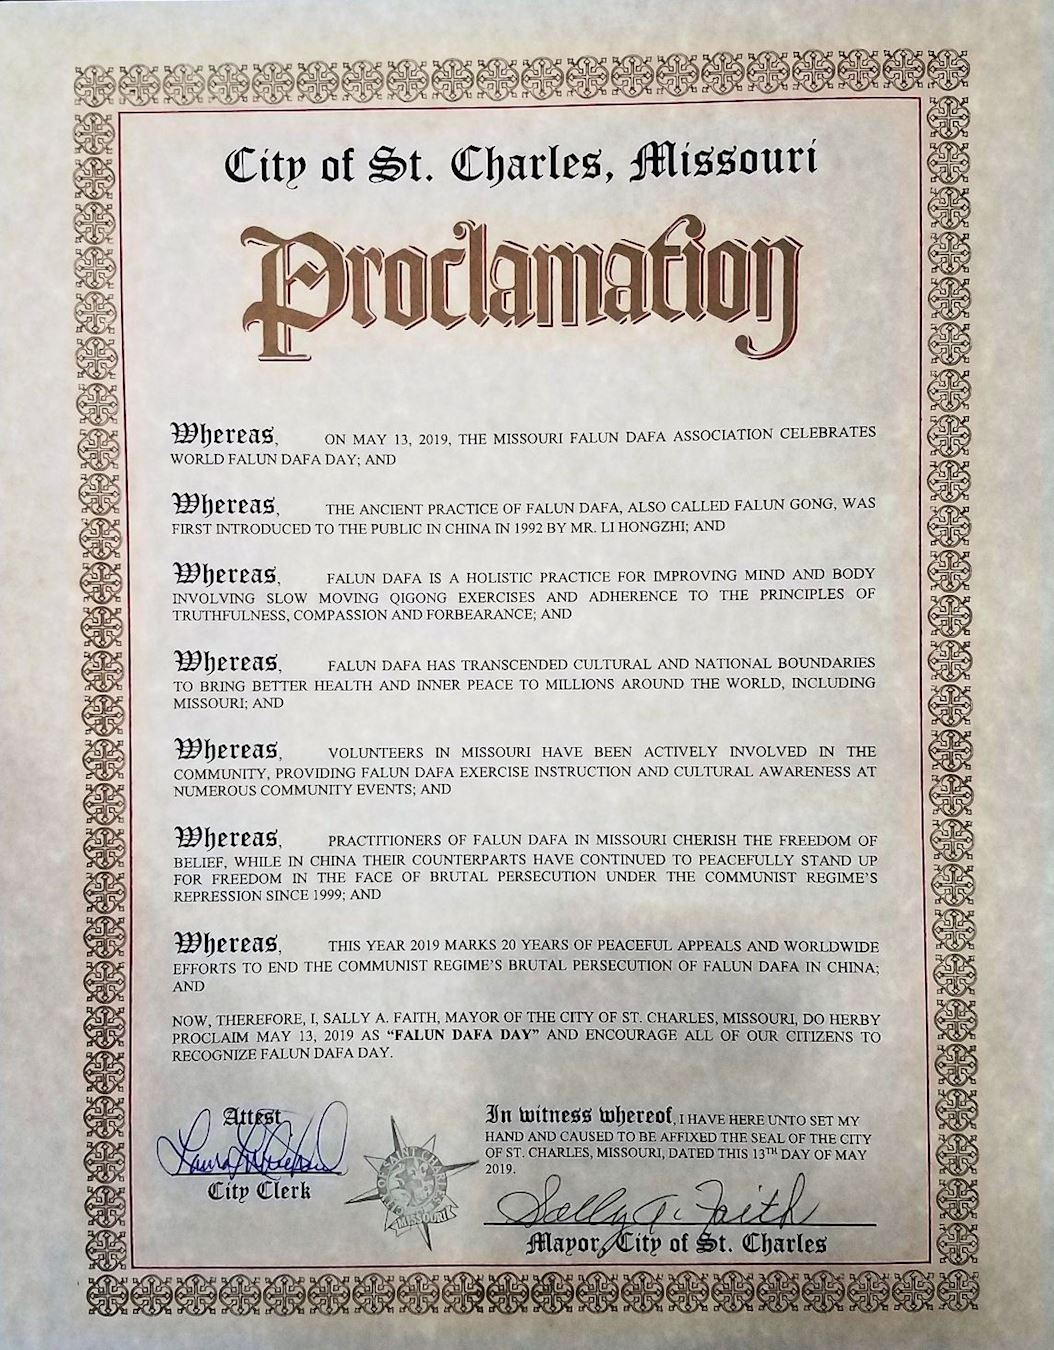 City of St. Charles, Missouri
Proclamation
Whereas, ON MAY 13, 2019, THE MISSOURI FALUN DAFA ASSOCIATION CELEBRATES
WORLD FALUN DAFA DAY; AND
Whereas, THE ANCIENT PRACTICE OF FALUN DAFA, ALSO CALLED FALUN GONG, WAS
FIRST INTRODUCED TO THE PUBLIC IN CHINA IN 1992 BY MR. LI HONGZHI; AND
Whereas, FALUN DAFA IS A HOLISTIC PRACTICE FOR IMPROVING MIND AND BODY
INVOLVING SLOW MOVING QIGONG EXERCISES AND ADHERENCE TO THE PRINCIPLES OF
TRUTHFULNESS, COMPASSION AND FORBEARANCE; AND
Whereas, FALUN DAFA HAS TRANSCENDED CULTURAL AND NATIONAL BOUNDARIES
TO BRING BETTER HEALTH AND INNER PEACE TO MILLIONS AROUND THE WORLD, INCLUDING
MISSOURI; AND
Whereas, VOLUNTEERS IN MISSOURI HAVE BEEN ACTIVELY INVOLVED IN THE
COMMUNITY, PROVIDING FALUN DAFA EXERCISE INSTRUCTION AND CULTURAL AWARENESS AT
NUMEROUS COMMUNITY EVENTS; AND
Whereas, PRACTITIONERS OF FALUN DAFA IN MISSOURI CHERISH THE FREEDOM OF
BELIEF, WHILE IN CHINA THEIR COUNTERPARTS HAVE CONTINUED TO PEACEFULLY STAND UP
FOR FREEDOM IN THE FACE OF BRUTAL PERSECUTION UNDER THE COMMUNIST REGIME'S
REPRESSION SINCE 1999; AND
Whereas, THIS YEAR 2019 MARKS 20 YEARS OF PEACEFUL APPEALS AND WORLDWIDE
EFFORTS TO END THE COMMUNIST REGIME'S BRUTAL PERSECUTION OF FALUN DAFA IN CHINA;
AND
NOW, THEREFORE, I, SALLY A. FAITH, MAYOR OF THE CITY OF ST. CHARLES, MISSOURI, DO HERBY
PROCLAIM MAY 13, 2019 AS "FALUN DAFA DAY" AND ENCOURAGE ALL OF OUR CITIZENS TO
RECOGNIZE FALUN DAFA DAY.
Attest
Laura
City Clerk
SAINT CHARLES
MISSOURI
In witness whereof, I HAVE HERE UNTO SET MY
HAND AND CAUSED TO BE AFFIXED THE SEAL OF THE CITY
OF ST. CHARLES, MISSOURI, DATED THIS 13TH DAY OF MAY
2019.
Sally A. Faith
Mayor, City of St. Charles